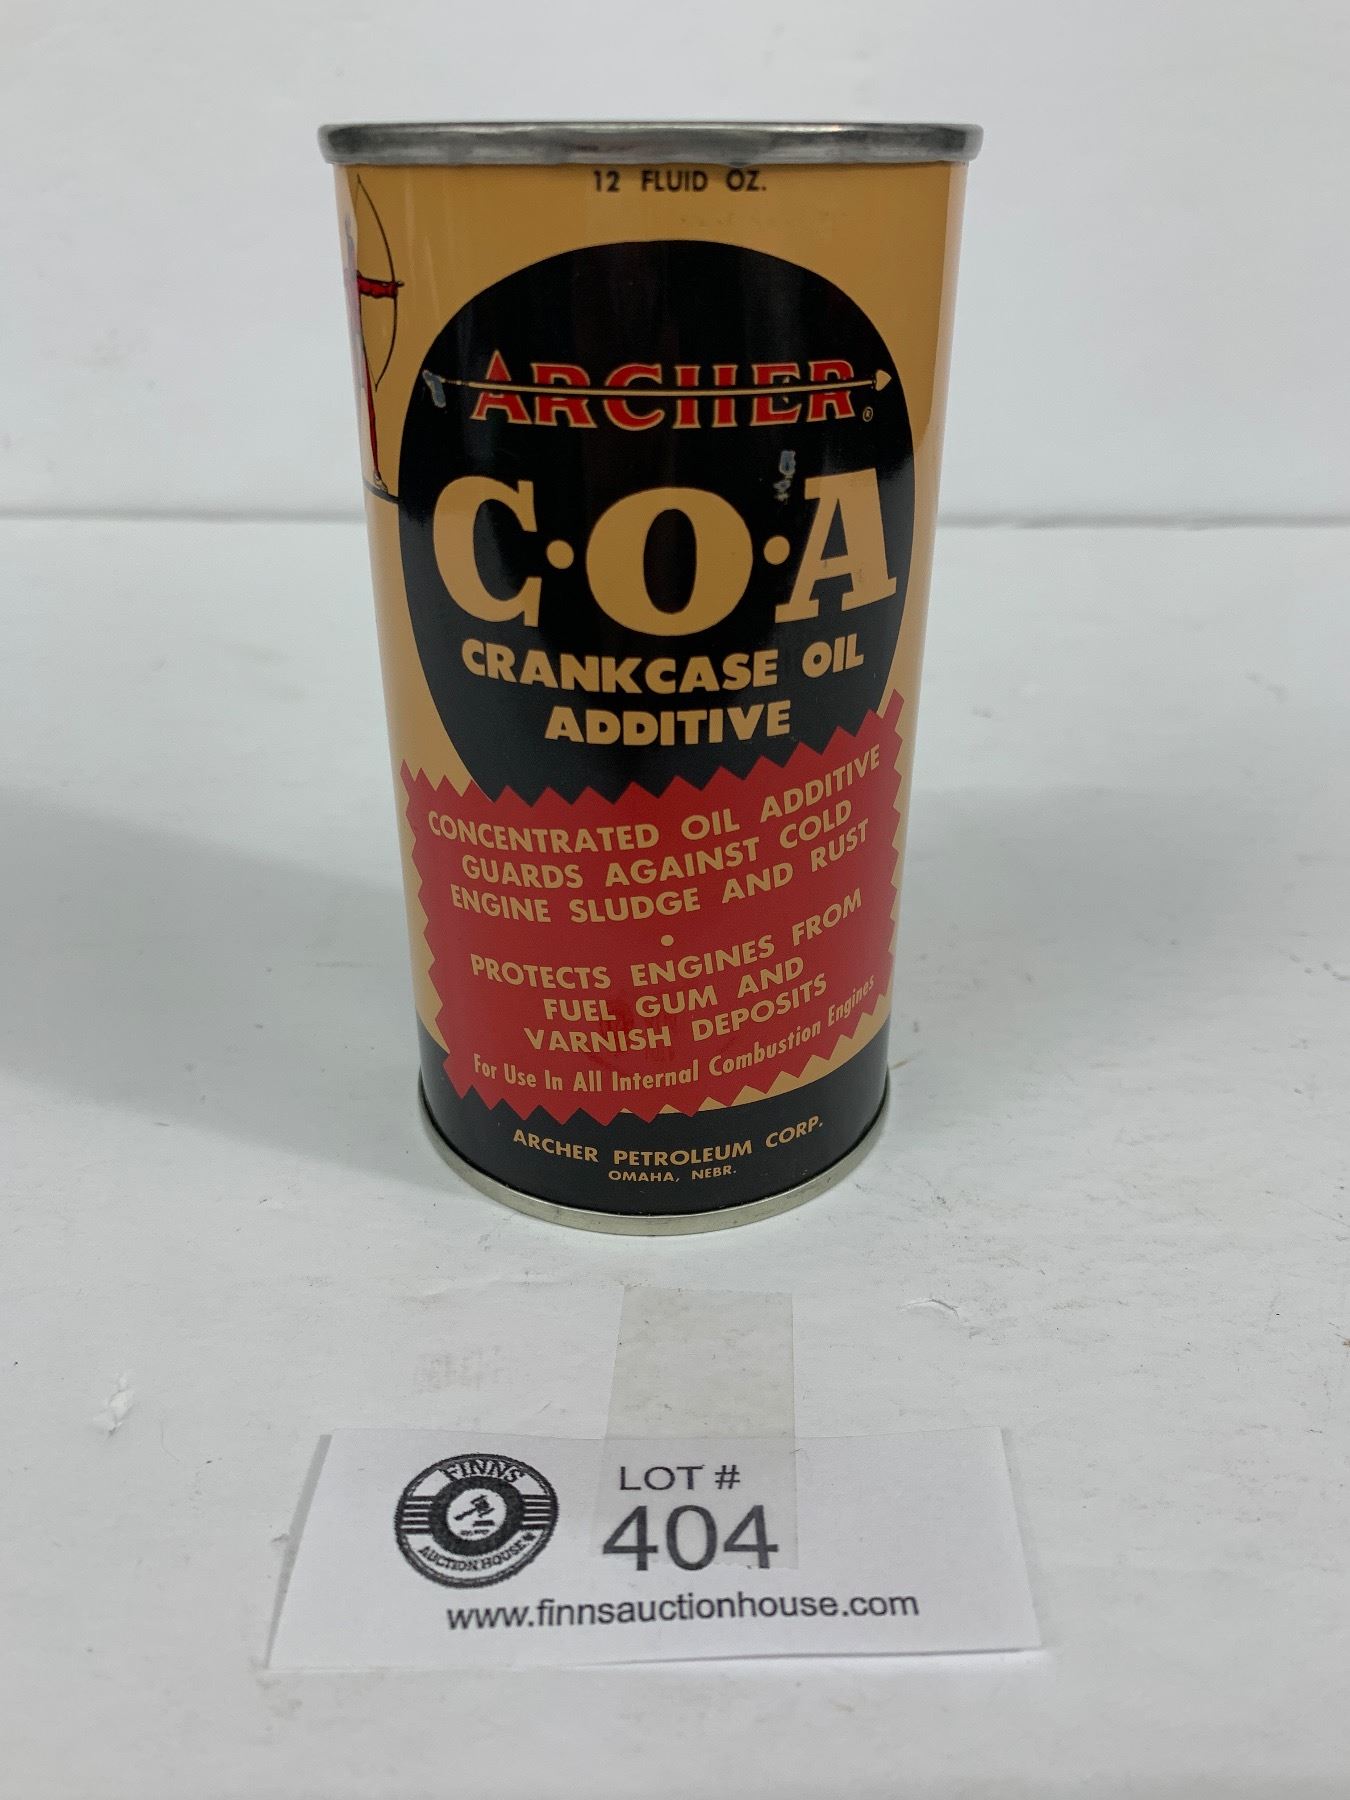 12 FLUID OZ.
ARCHER®
C·O·A
CRANKCASE OIL
ADDITIVE
CONCENTRATED OIL ADDITIVE
GUARDS AGAINST COLD
ENGINE SLUDGE AND RUST
•
PROTECTS ENGINES FROM
FUEL GUM AND
VARNISH DEPOSITS
For Use In All Internal Combustion Engines
ARCHER PETROLEUM CORP.
OMAHA, NEBR.
FINNS
AUCTION HOUSE
LOT #
404
www.finnsauctionhouse.com